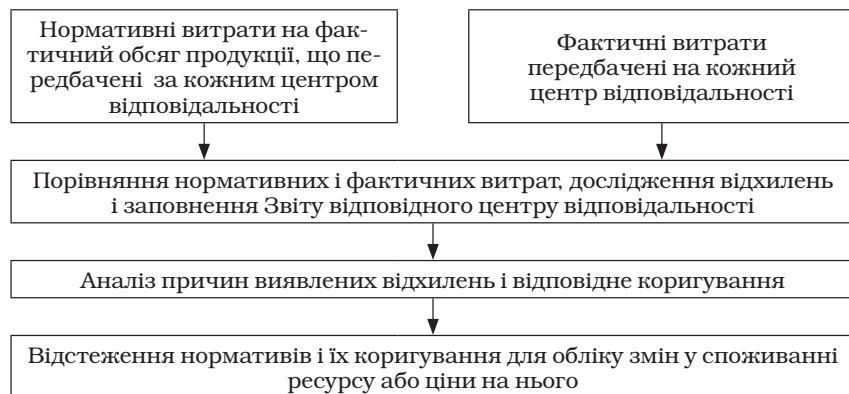 Нормативні витрати на фак-
тичний обсяг продукції, що пе-
редбачені за кожним центром
відповідальності
Фактичні витрати
передбачені на кожний
центр відповідальності
Порівняння нормативних і фактичних витрат, дослідження відхилень
і заповнення Звіту відповідного центру відповідальності
Аналіз причин виявлених відхилень і відповідне коригування
Відстеження нормативів і їх коригування для обліку змін у споживанні
ресурсу або ціни на нього